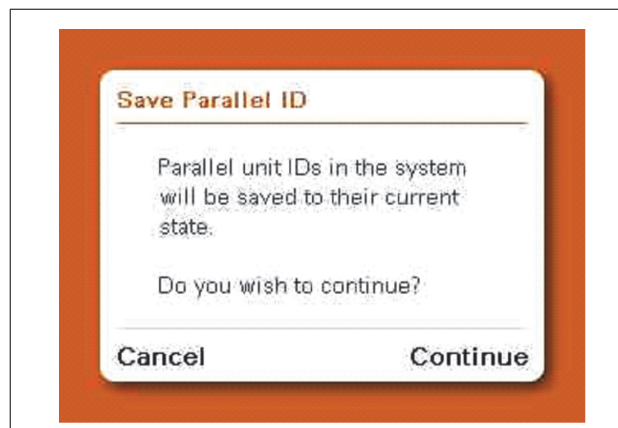 Save Parallel ID
Parallel unit IDs in the system
will be saved to their current
state.
Do you wish to continue?
Cancel
Continue